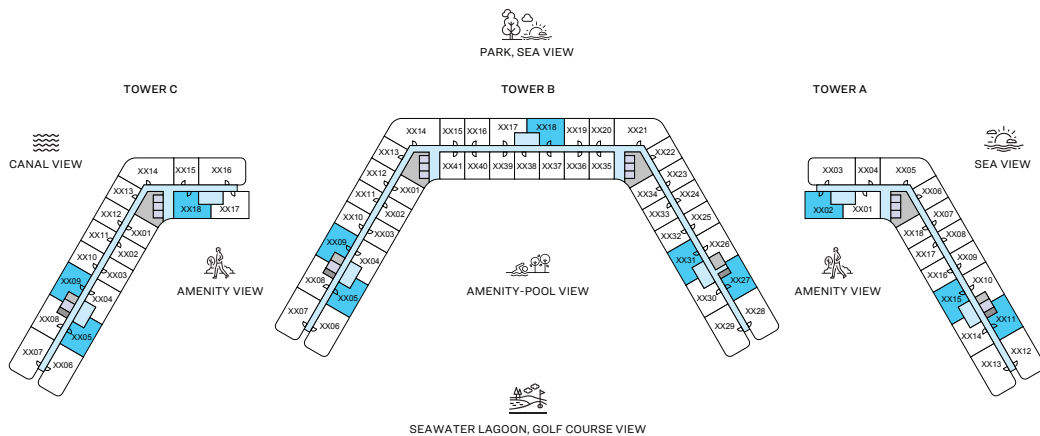 PARK, SEA VIEW
TOWER C
TOWER B
TOWER A
CANAL VIEW
SEA VIEW
XX14
XX15
XX16
XX13
XX18
XX17
XX12
XX01
XX11
XX02
XX10
XX03
XX09
XX04
XX08
XX05
XX07
XX06
AMENITY VIEW
XX14
XX15
XX16
XX17
XX18
XX19
XX20
XX21
XX13
XX41
XX40
XX39
XX38
XX37
XX36
XX35
XX22
XX12
XX01
XX34
XX23
XX11
XX02
XX33
XX24
XX10
XX03
XX32
XX25
XX09
XX04
XX31
XX26
XX08
XX05
XX30
XX27
XX07
XX06
XX29
XX28
AMENITY-POOL VIEW
XX03
XX04
XX05
XX02
XX01
XX06
XX18
XX07
XX17
XX08
XX16
XX09
XX15
XX10
XX14
XX11
XX13
XX12
AMENITY VIEW
SEAWATER LAGOON, GOLF COURSE VIEW